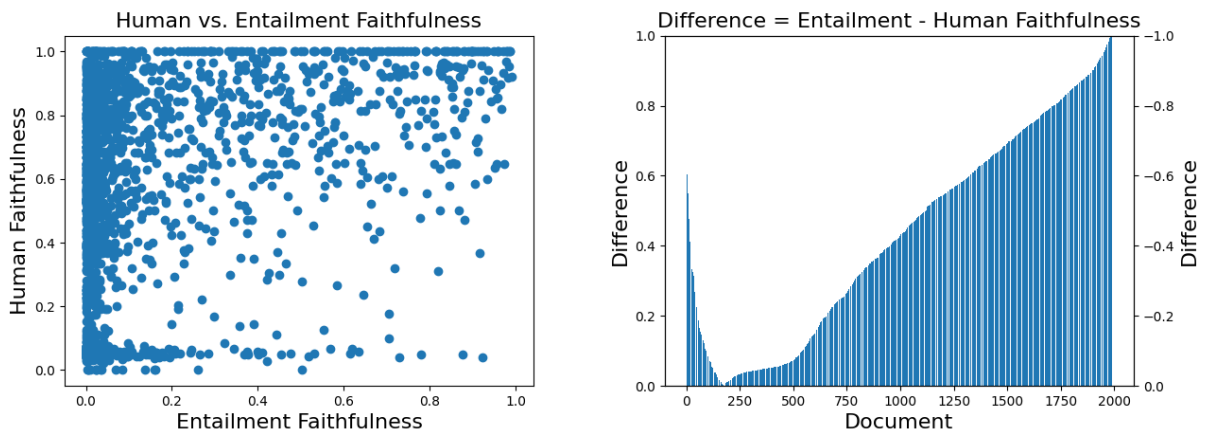 Human vs. Entailment Faithfulness
1.0
0.8
0.6
0.4
0.2
0.0
Human Faithfulness
0.0 0.2 0.4 0.6 0.8 1.0
Entailment Faithfulness
Difference = Entailment - Human Faithfulness
1.0
0.8
0.6
0.4
0.2
0.0
Difference
−1.0
−0.8
−0.6
−0.4
−0.2
0.0
Difference
0 250 500 750 1000 1250 1500 1750 2000
Document